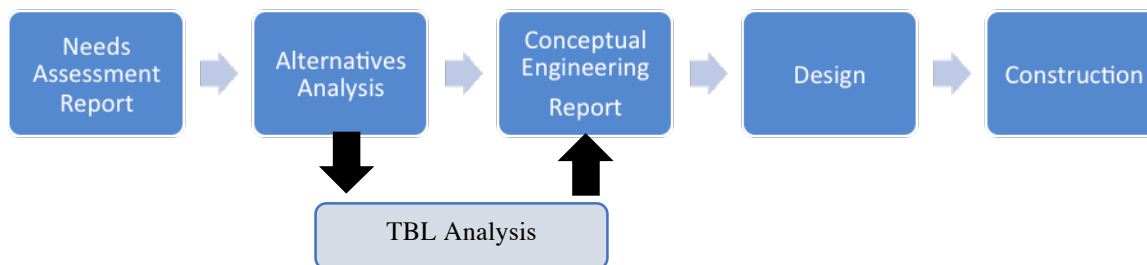 Needs
Assessment
Report
Alternatives
Analysis
Conceptual
Engineering
Report
Design
Construction
TBL Analysis